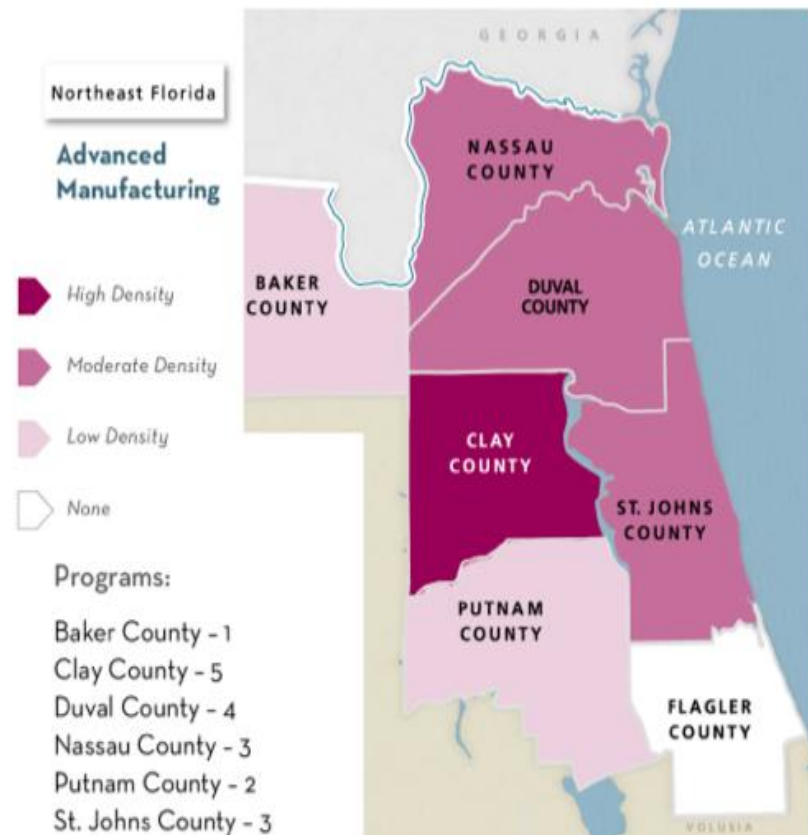 GEORGIA
Northeast Florida
Advanced
Manufacturing
High Density
Moderate Density
Low Density
None
Programs:
Baker County – 1
Clay County – 5
Duval County – 4
Nassau County – 3
Putnam County – 2
St. Johns County – 3
NASSAU
COUNTY
ATLANTIC
OCEAN
BAKER
COUNTY
DUVAL
COUNTY
CLAY
COUNTY
ST. JOHNS
COUNTY
PUTNAM
COUNTY
FLAGLER
COUNTY
VOLUSIA